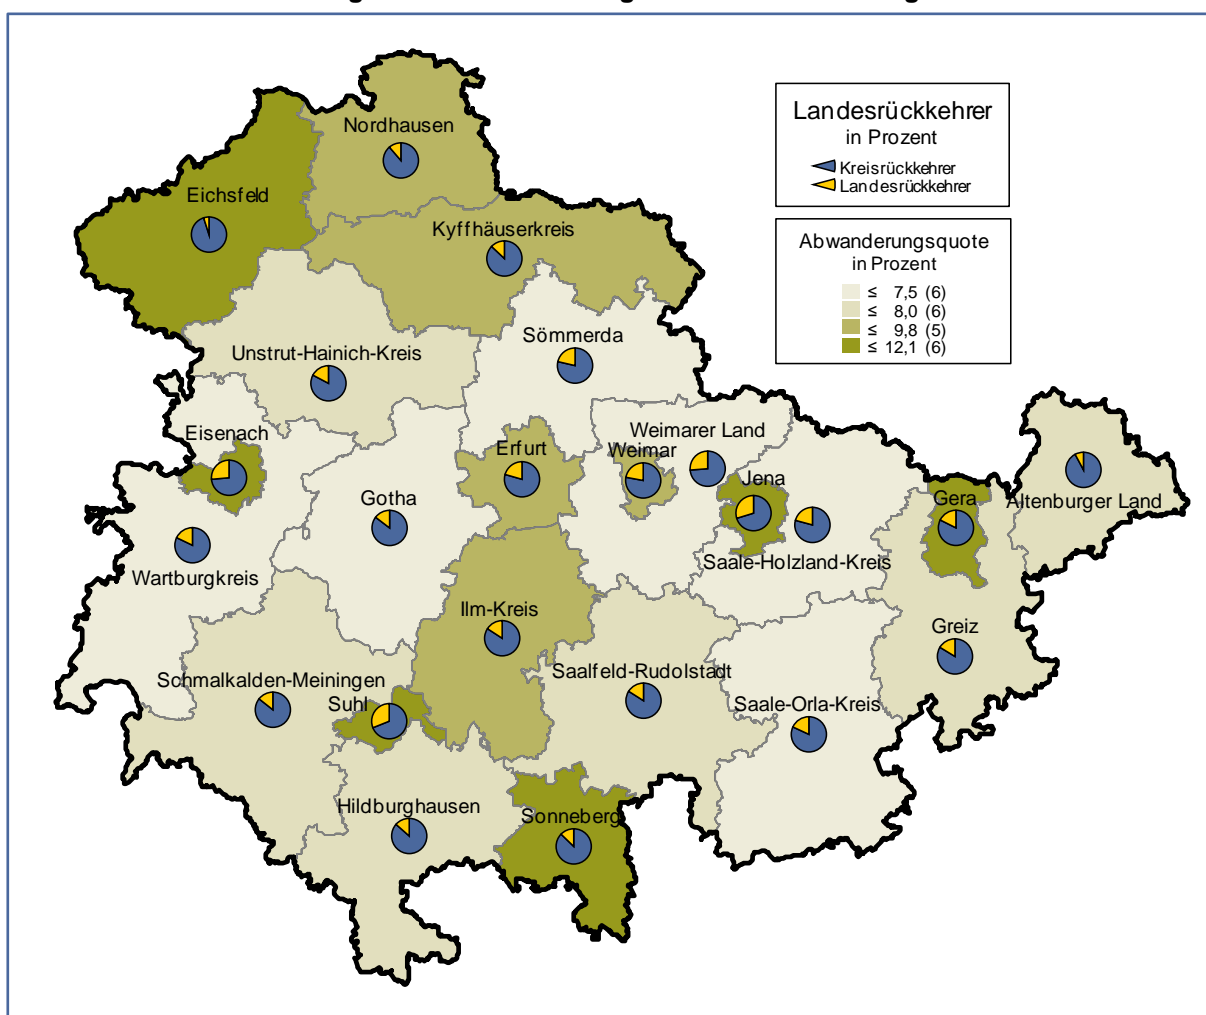 Landesrückkehrer
in Prozent
Kreisrückkehrer
Landesrückkehrer
Abwanderungsquote
in Prozent
≤ 7,5 (6)
≤ 8,0 (6)
≤ 9,8 (5)
≤ 12,1 (6)
Nordhausen
Eichsfeld
Kyffhäuserkreis
Sömmerda
Unstrut-Hainich-Kreis
Eisenach
Erfurt
Weimarer Land
Weimar
Jena
Gotha
Gera
Altenburger Land
Saale-Holzland-Kreis
Wartburgkreis
Ilm-Kreis
Greiz
Saalfeld-Rudolstadt
Schmalkalden-Meiningen
Suhl
Saale-Orla-Kreis
Hildburghausen
Sonneberg